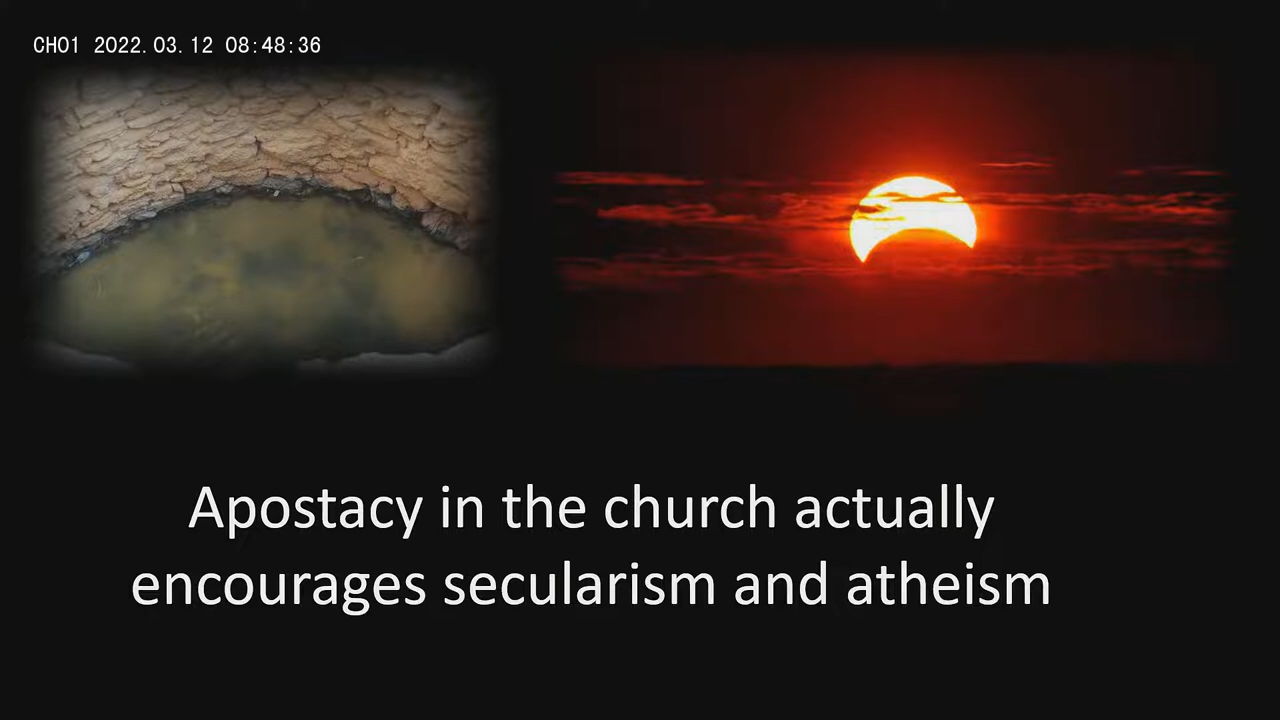 CH01 2022.03.12 08:48:36
Apostacy in the church actually
encourages secularism and atheism